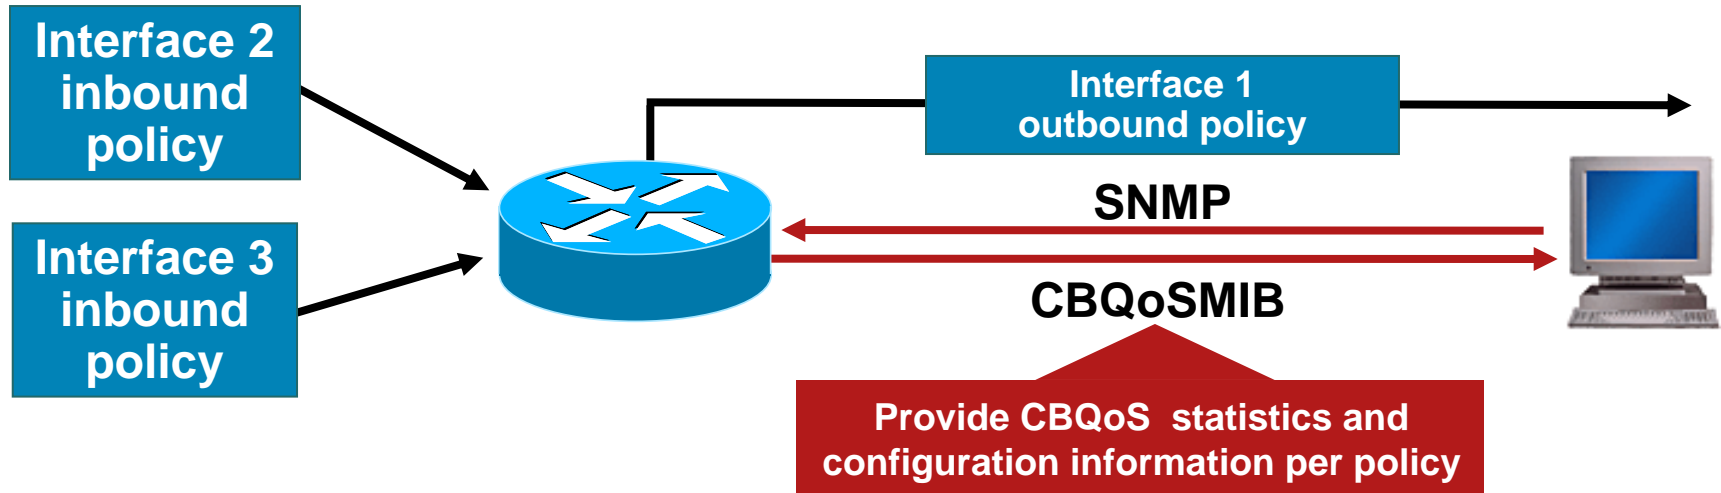 Interface 2
inbound
policy
Interface 3
inbound
policy
Interface 1
outbound policy
SNMP
CBQoSMIB
Provide CBQoS  statistics and
configuration information per policy